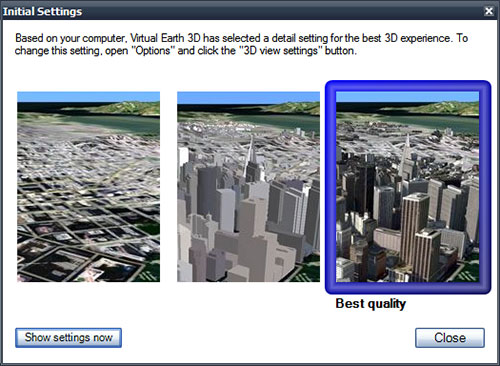 Initial Settings
Based on your computer, Virtual Earth 3D has selected a detail setting for the best 3D experience. To
change this setting, open "Options" and click the "3D view settings" button.
Best quality
Show settings now
Close